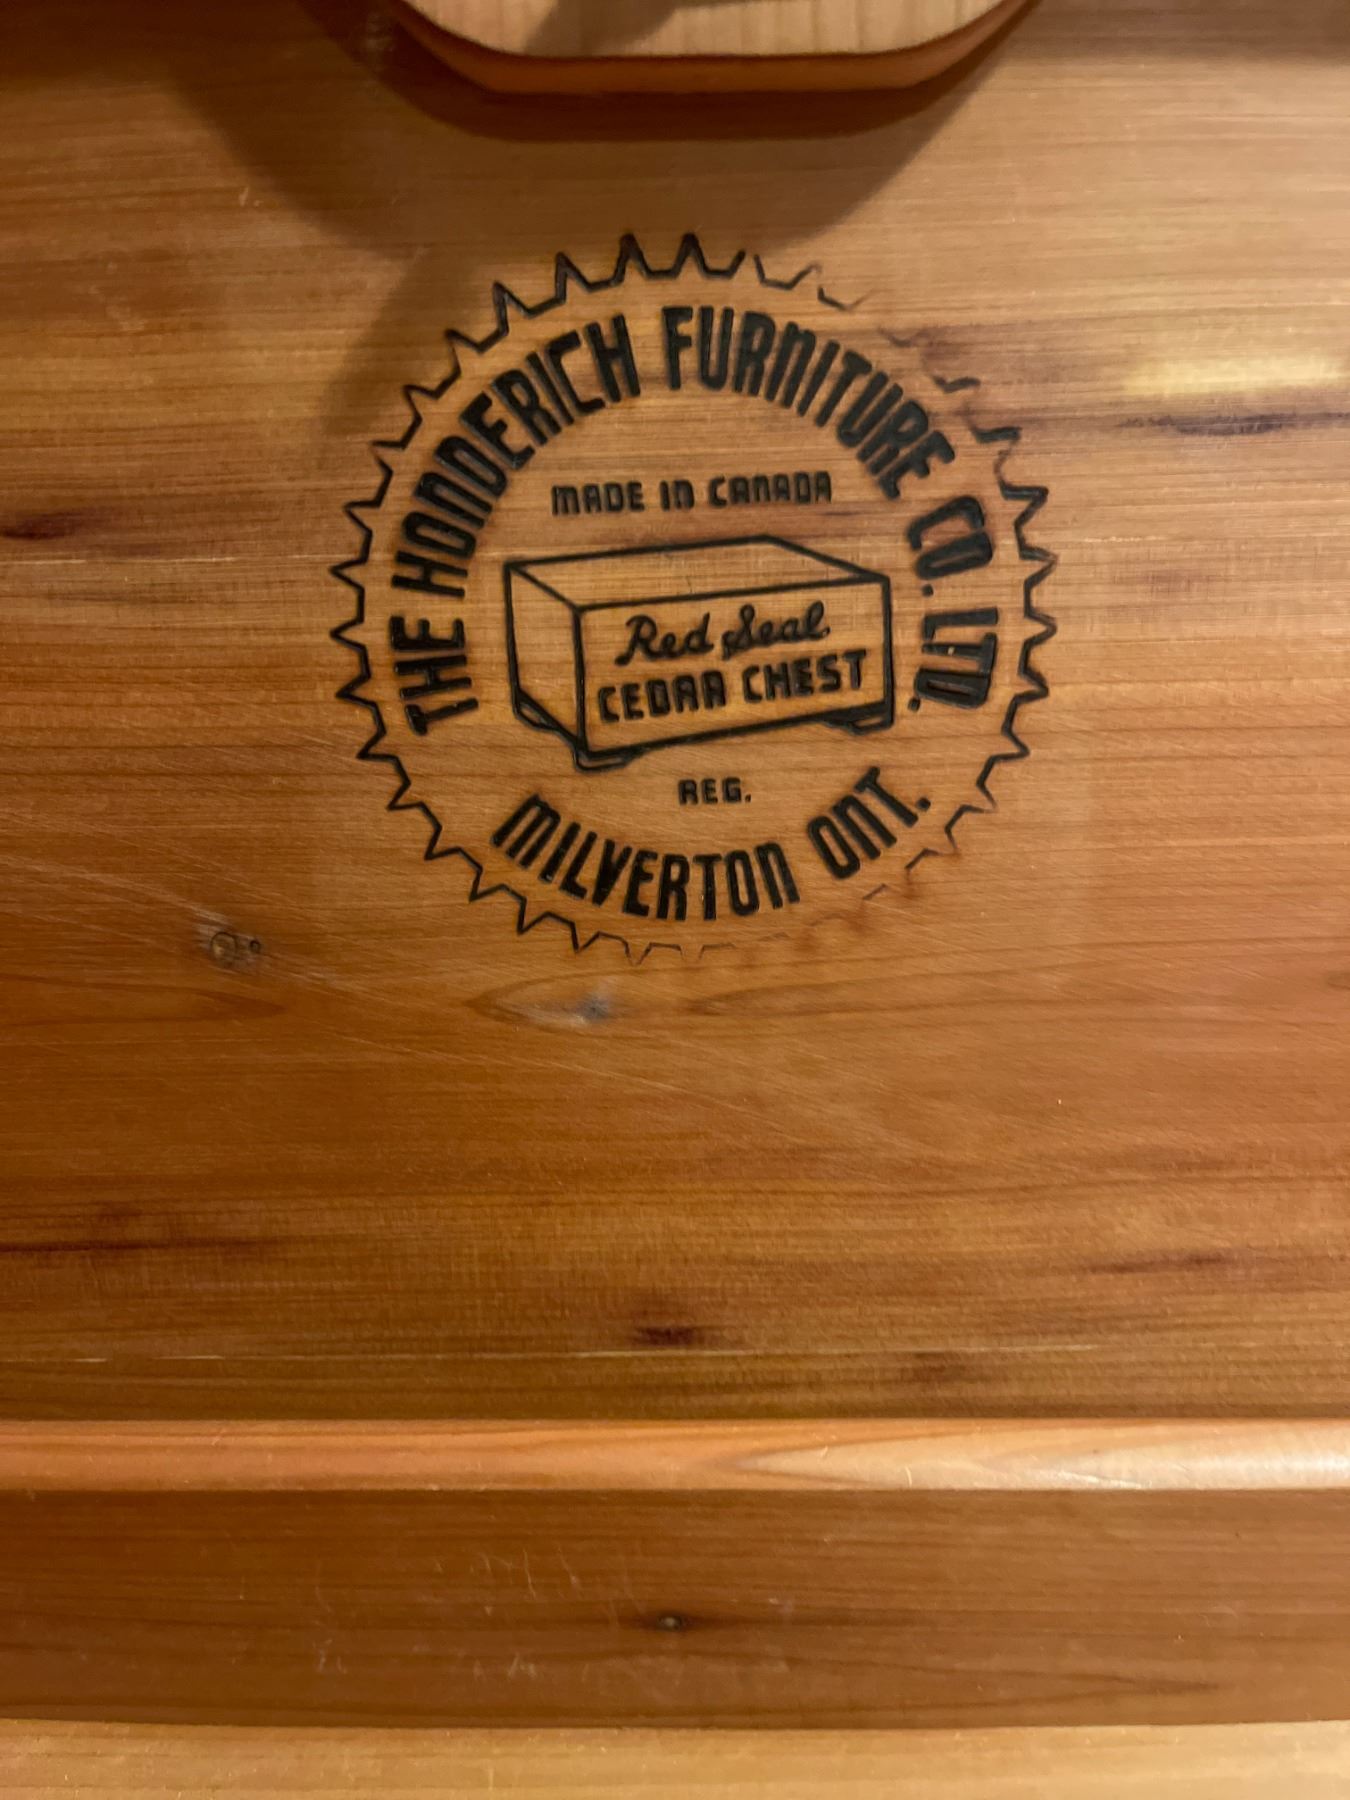 THE HONDERICH FURNITURE CO. LTD.
MADE IN CANADA
Red Seal
CEDAR CHEST
REG.
MILVERTON ONT.